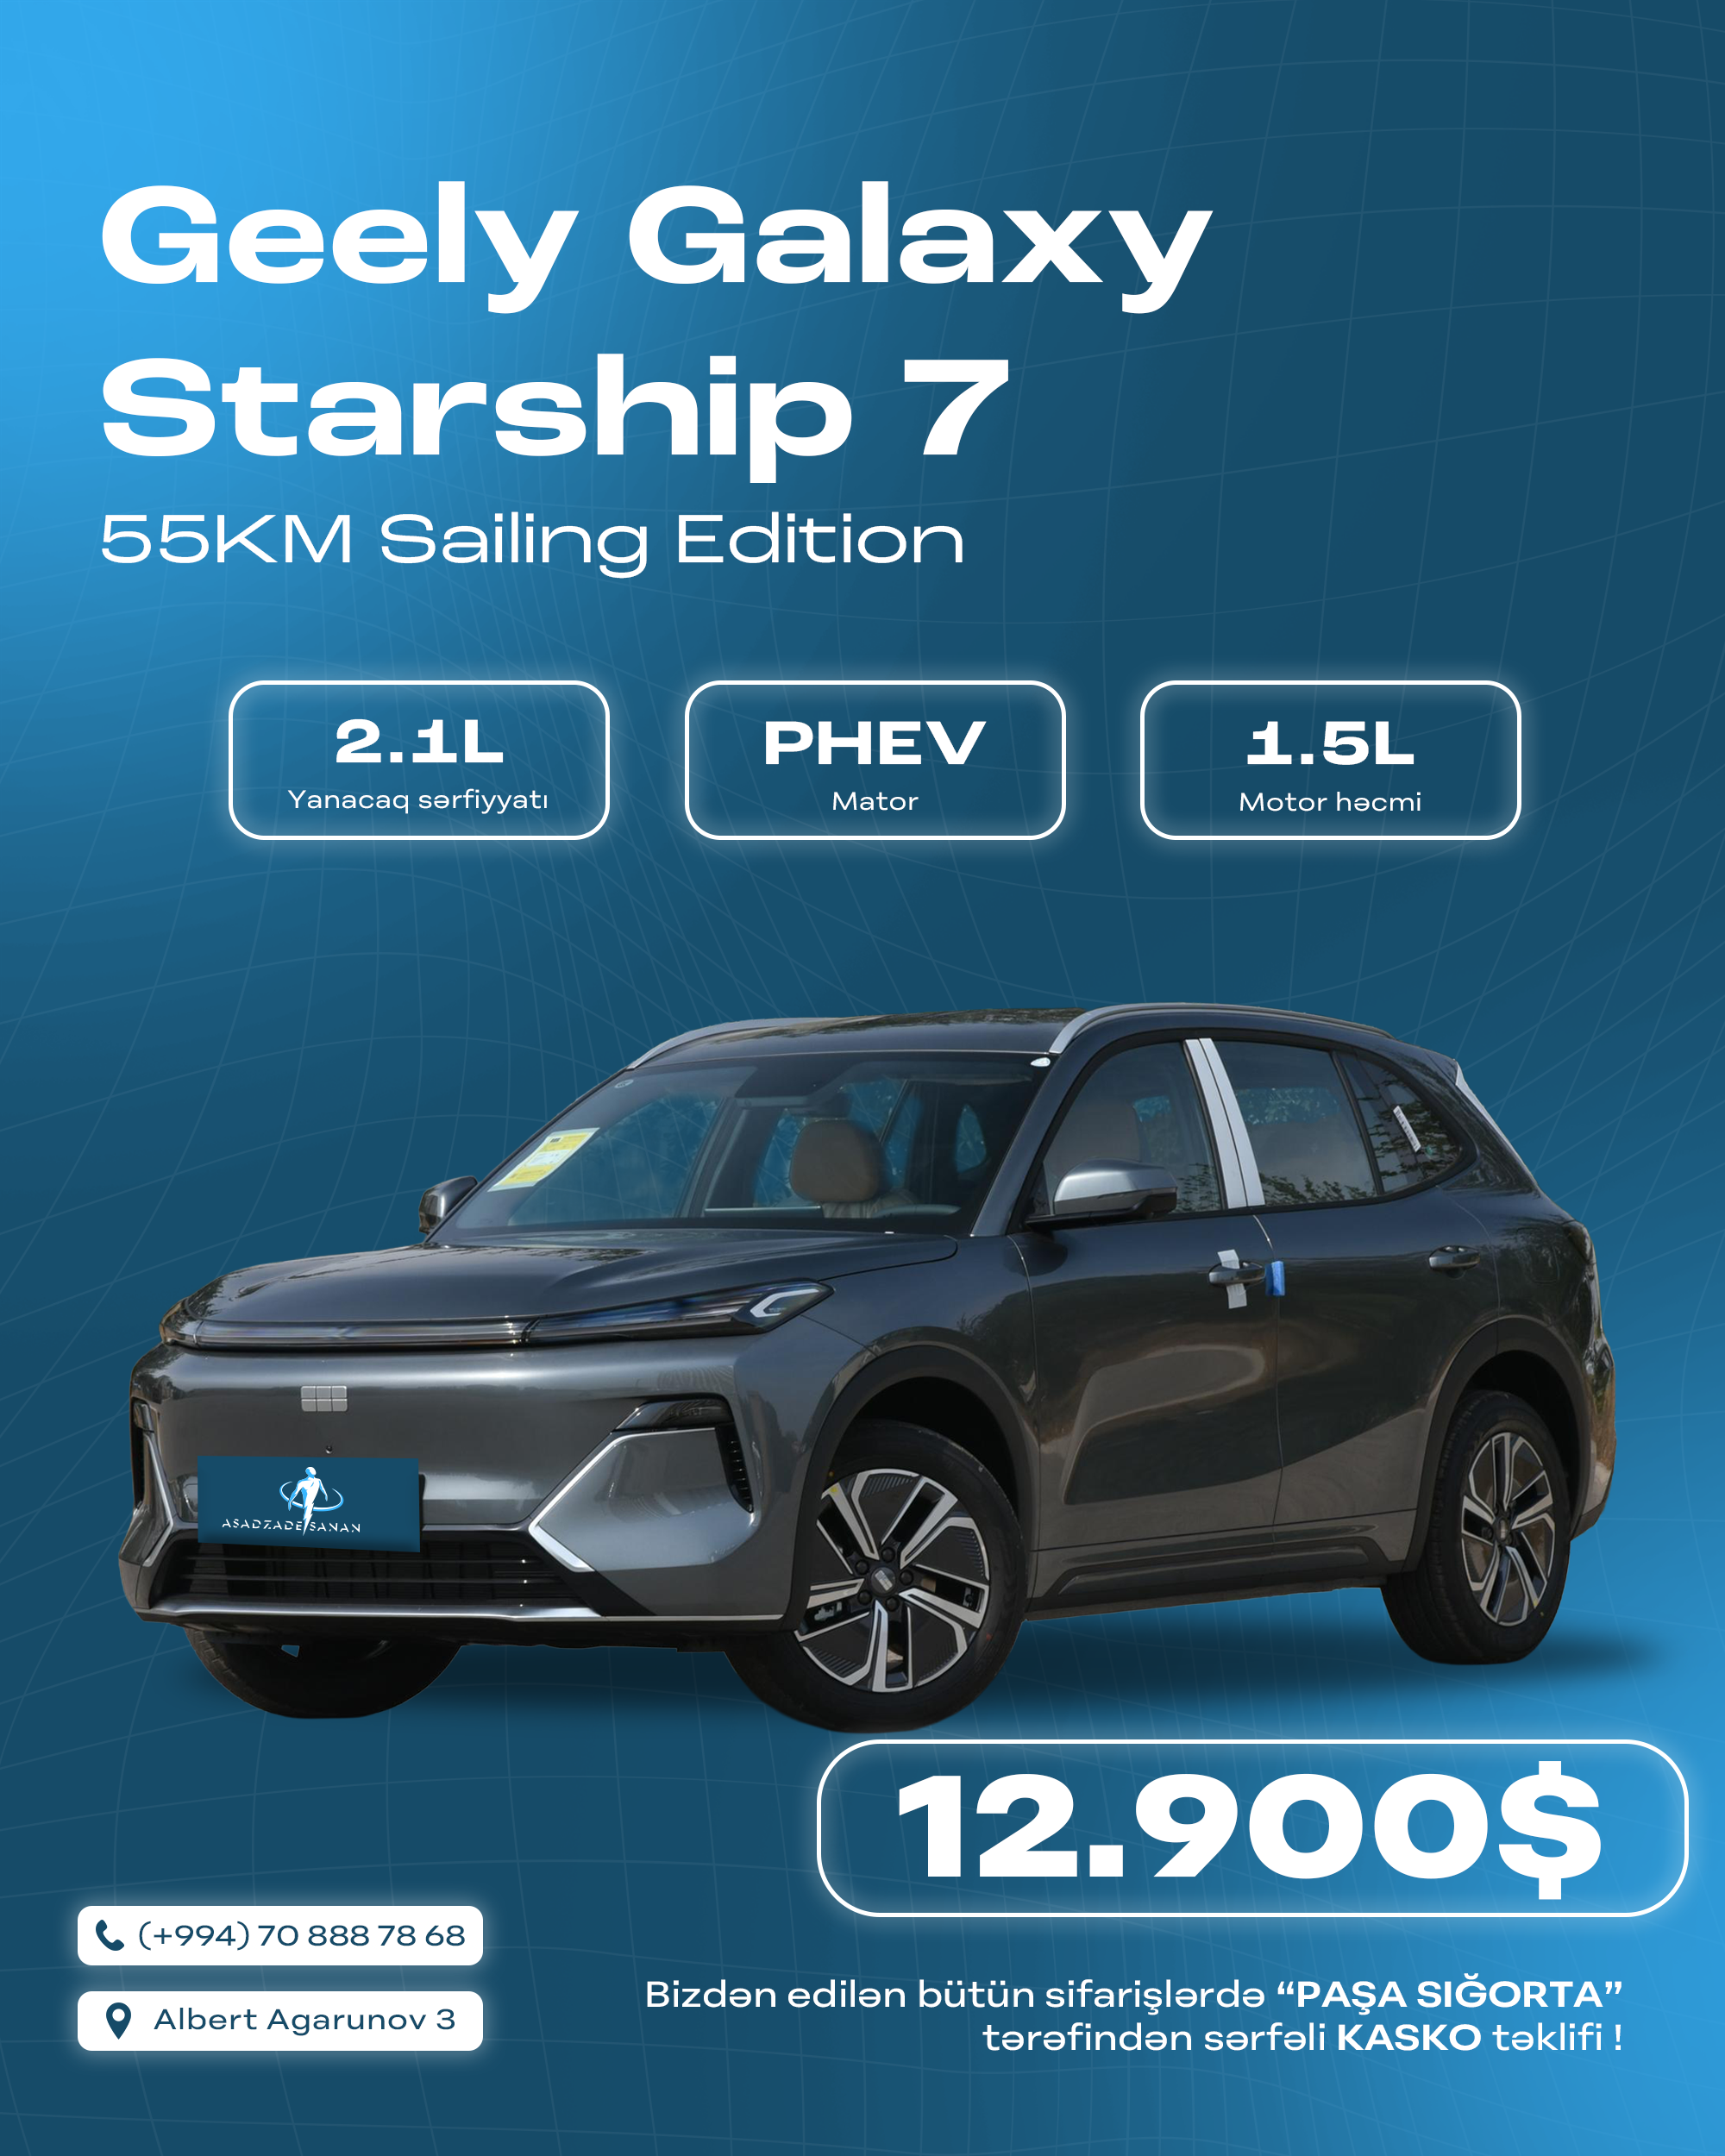 Geely Galaxy
Starship 7
55KM Sailing Edition
2.1L
Yanacaq sərfiyyatı
PHEV
Mator
1.5L
Motor həcmi
ASADZADE SANAN
12.900$
(+994) 70 888 78 68
Albert Agarunov 3
Bizdən edilən bütün sifarişlərdə “PAŞA SIĞORTA”
tərəfindən sərfəli KASKO təklifi !